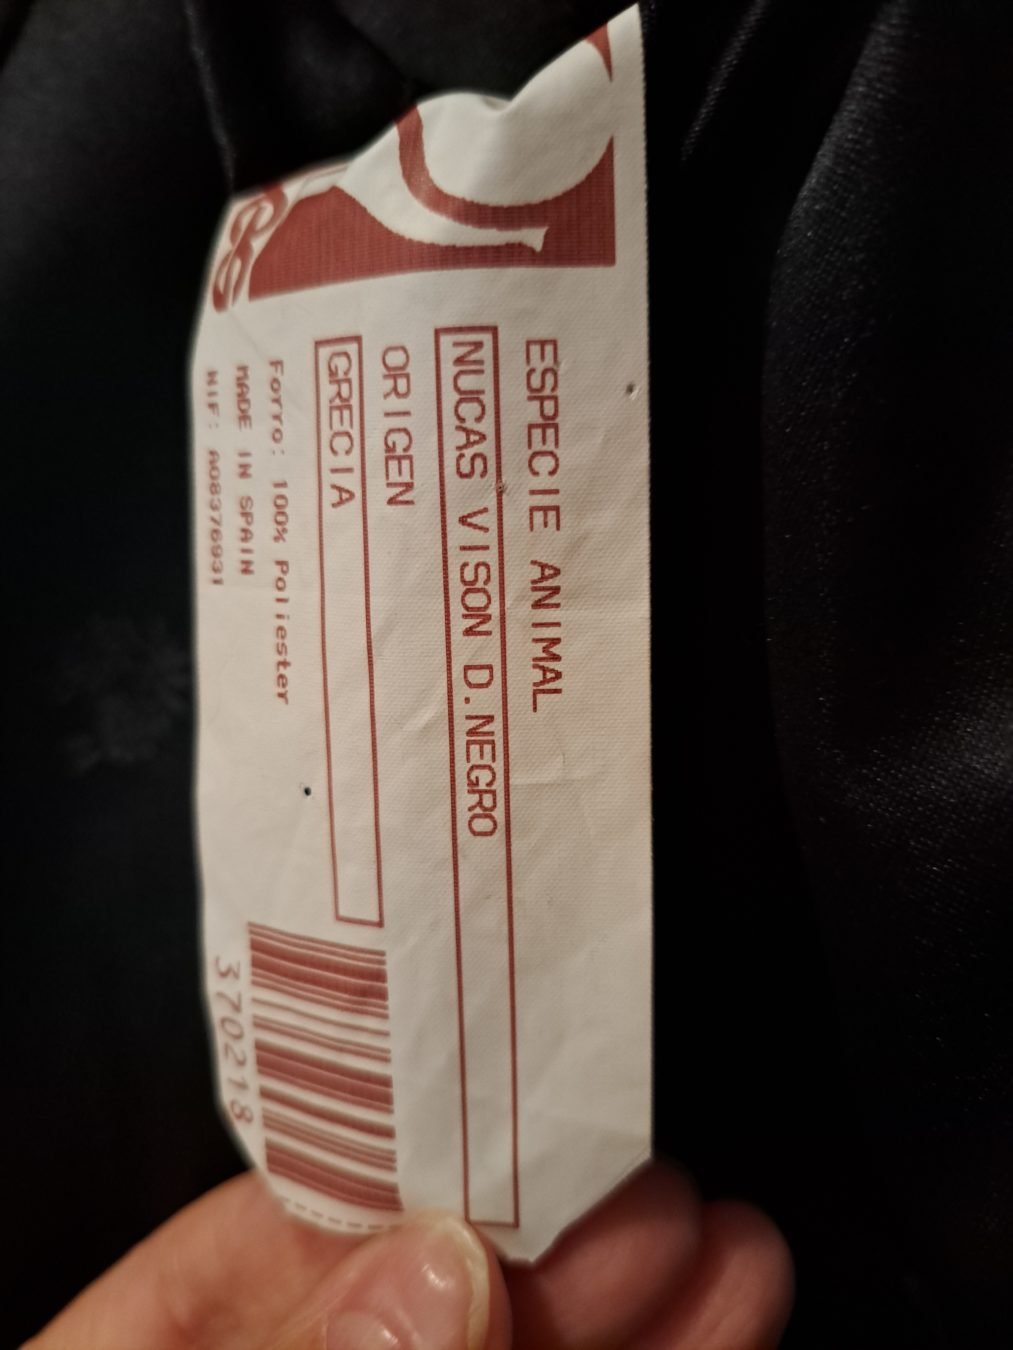 ESPECIE ANIMAL
NUCAS VISON D.NEGRO
ORIGEN
GRECIA
Forro: 100% Poliester
MADE IN SPAIN
NIF: A08376931
370218